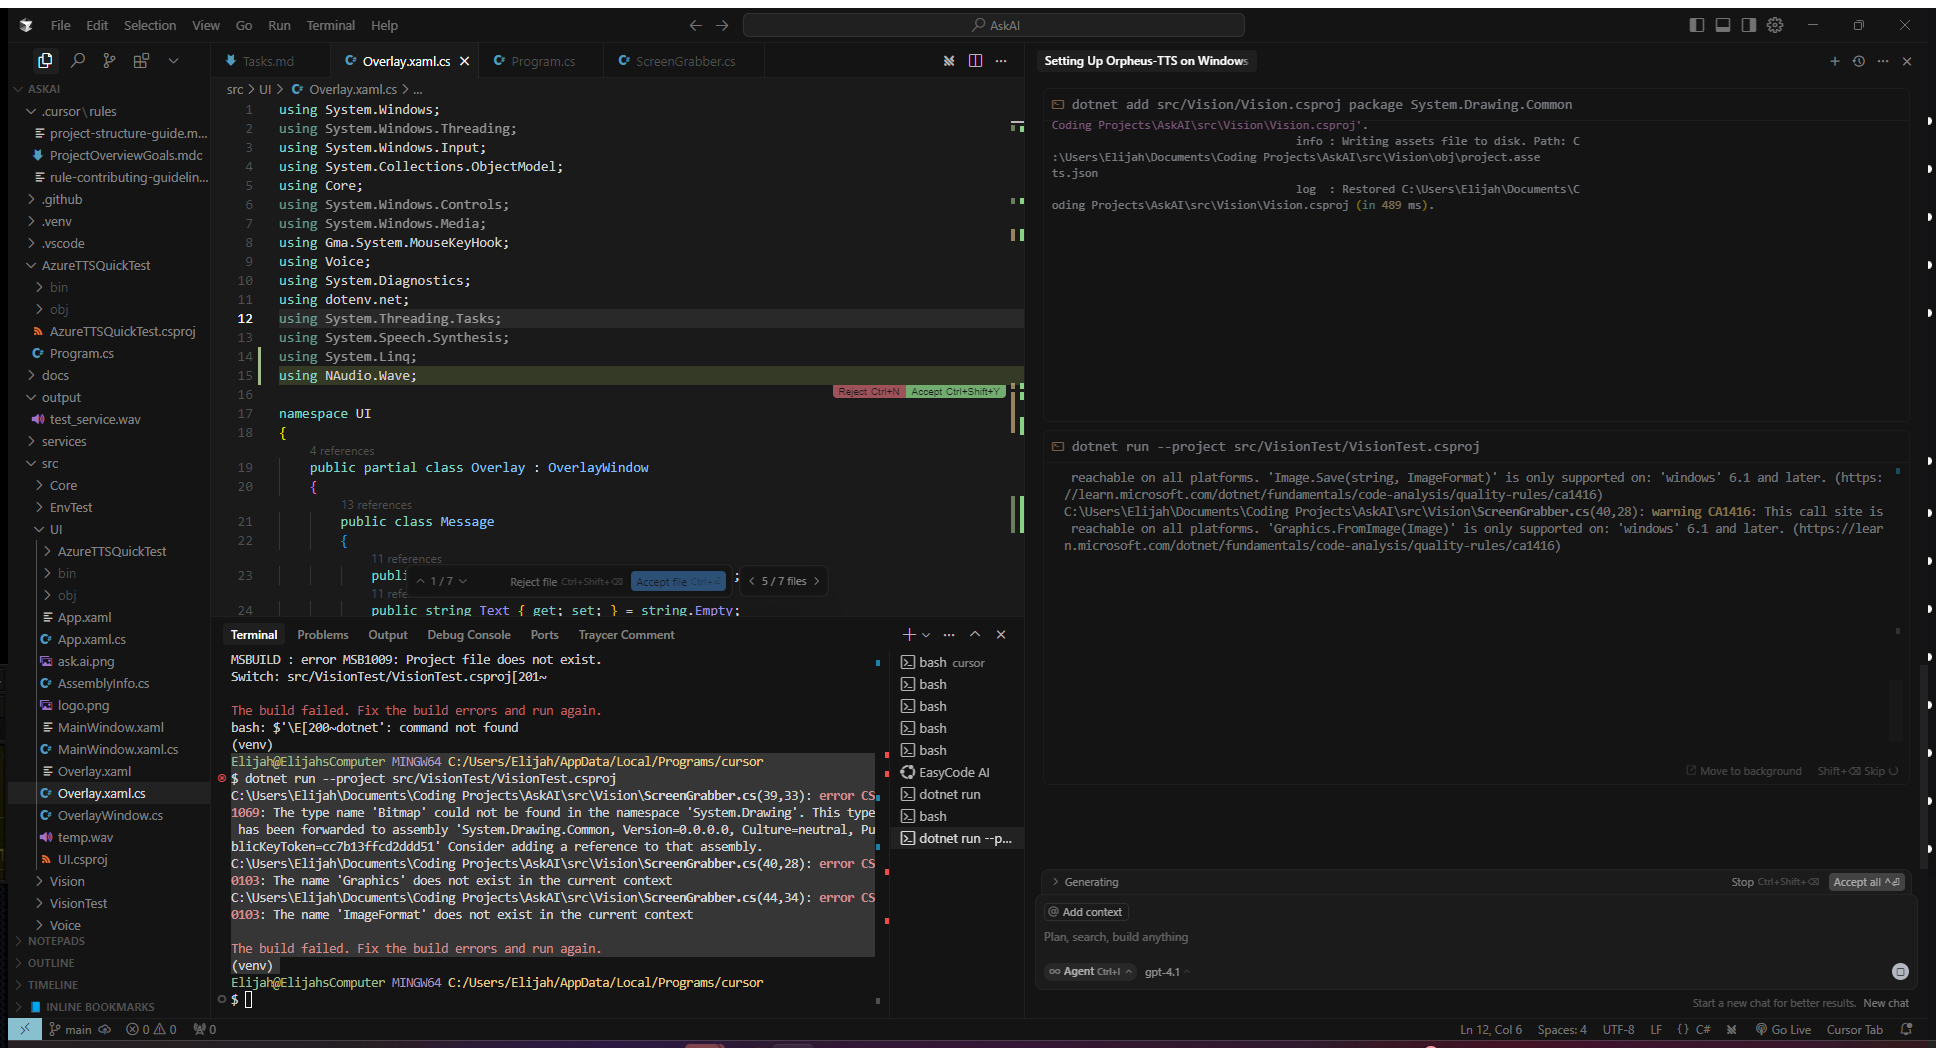 File Edit Selection View Go Run Terminal Help
AskAI
ASKAI
.cursor\rules
project-structure-guide.m...
ProjectOverviewGoals.mdc
rule-contributing-guidelin...
.github
.venv
.vscode
AzureTTSQuickTest
bin
obj
AzureTTSQuickTest.csproj
Program.cs
docs
output
test_service.wav
services
src
Core
EnvTest
UI
AzureTTSQuickTest
bin
obj
App.xaml
App.xaml.cs
ask.ai.png
AssemblyInfo.cs
logo.png
MainWindow.xaml
MainWindow.xaml.cs
Overlay.xaml
Overlay.xaml.cs
OverlayWindow.cs
temp.wav
UI.csproj
Vision
VisionTest
Voice
NOTEPADS
OUTLINE
TIMELINE
INLINE BOOKMARKS
Tasks.md Overlay.xaml.cs Program.cs ScreenGrabber.cs
src > UI > Overlay.xaml.cs > ...
1 using System.Windows;
2 using System.Windows.Threading;
3 using System.Windows.Input;
4 using System.Collections.ObjectModel;
5 using Core;
6 using System.Windows.Controls;
7 using System.Windows.Media;
8 using Gma.System.MouseKeyHook;
9 using Voice;
10 using System.Diagnostics;
11 using dotenv.net;
12 using System.Threading.Tasks;
13 using System.Speech.Synthesis;
14 using System.Linq;
15 using NAudio.Wave;
Reject Ctrl+N Accept Ctrl+Shift+Y
16
17 namespace UI
18 {
4 references
19 public partial class Overlay : OverlayWindow
20 {
13 references
21 public class Message
22 {
11 references
23 publi ;
1 / 7 Reject file Ctrl+Shift+⌫ Accept file Ctrl+⏎ < 5 / 7 files >
11 refe
24 public string Text { get; set; } = string.Empty;
Terminal Problems Output Debug Console Ports Traycer Comment
MSBUILD : error MSB1009: Project file does not exist.
Switch: src/VisionTest/VisionTest.csproj[201~
The build failed. Fix the build errors and run again.
bash: $'\E[200~dotnet': command not found
(venv)
Elijah@ElijahsComputer MINGW64 C:/Users/Elijah/AppData/Local/Programs/cursor
$ dotnet run --project src/VisionTest/VisionTest.csproj
C:\Users\Elijah\Documents\Coding Projects\AskAI\src\Vision\ScreenGrabber.cs(39,33): error CS
1069: The type name 'Bitmap' could not be found in the namespace 'System.Drawing'. This type
has been forwarded to assembly 'System.Drawing.Common, Version=0.0.0.0, Culture=neutral, Pu
blicKeyToken=cc7b13ffcd2ddd51' Consider adding a reference to that assembly.
C:\Users\Elijah\Documents\Coding Projects\AskAI\src\Vision\ScreenGrabber.cs(40,28): error CS
0103: The name 'Graphics' does not exist in the current context
C:\Users\Elijah\Documents\Coding Projects\AskAI\src\Vision\ScreenGrabber.cs(44,34): error CS
0103: The name 'ImageFormat' does not exist in the current context
The build failed. Fix the build errors and run again.
(venv)
Elijah@ElijahsComputer MINGW64 C:/Users/Elijah/AppData/Local/Programs/cursor
$
bash cursor
bash
bash
bash
bash
EasyCode AI
dotnet run
bash
dotnet run --p...
Setting Up Orpheus-TTS on Windows
dotnet add src/Vision/Vision.csproj package System.Drawing.Common
Coding Projects\AskAI\src\Vision\Vision.csproj'.
info : Writing assets file to disk. Path: C
:\Users\Elijah\Documents\Coding Projects\AskAI\src\Vision\obj\project.asse
ts.json
log : Restored C:\Users\Elijah\Documents\C
oding Projects\AskAI\src\Vision\Vision.csproj (in 489 ms).
dotnet run --project src/VisionTest/VisionTest.csproj
reachable on all platforms. 'Image.Save(string, ImageFormat)' is only supported on: 'windows' 6.1 and later. (https:
//learn.microsoft.com/dotnet/fundamentals/code-analysis/quality-rules/ca1416)
C:\Users\Elijah\Documents\Coding Projects\AskAI\src\Vision\ScreenGrabber.cs(40,28): warning CA1416: This call site is
reachable on all platforms. 'Graphics.FromImage(Image)' is only supported on: 'windows' 6.1 and later. (https://lear
n.microsoft.com/dotnet/fundamentals/code-analysis/quality-rules/ca1416)
Move to background Shift+⌫ Skip
Generating Stop Ctrl+Shift+⌫ Accept all ^⏎
@ Add context
Plan, search, build anything
∞ Agent Ctrl+I gpt-4.1
Start a new chat for better results. New chat
main 0 0 0
Ln 12, Col 6 Spaces: 4 UTF-8 LF {} C# Go Live Cursor Tab